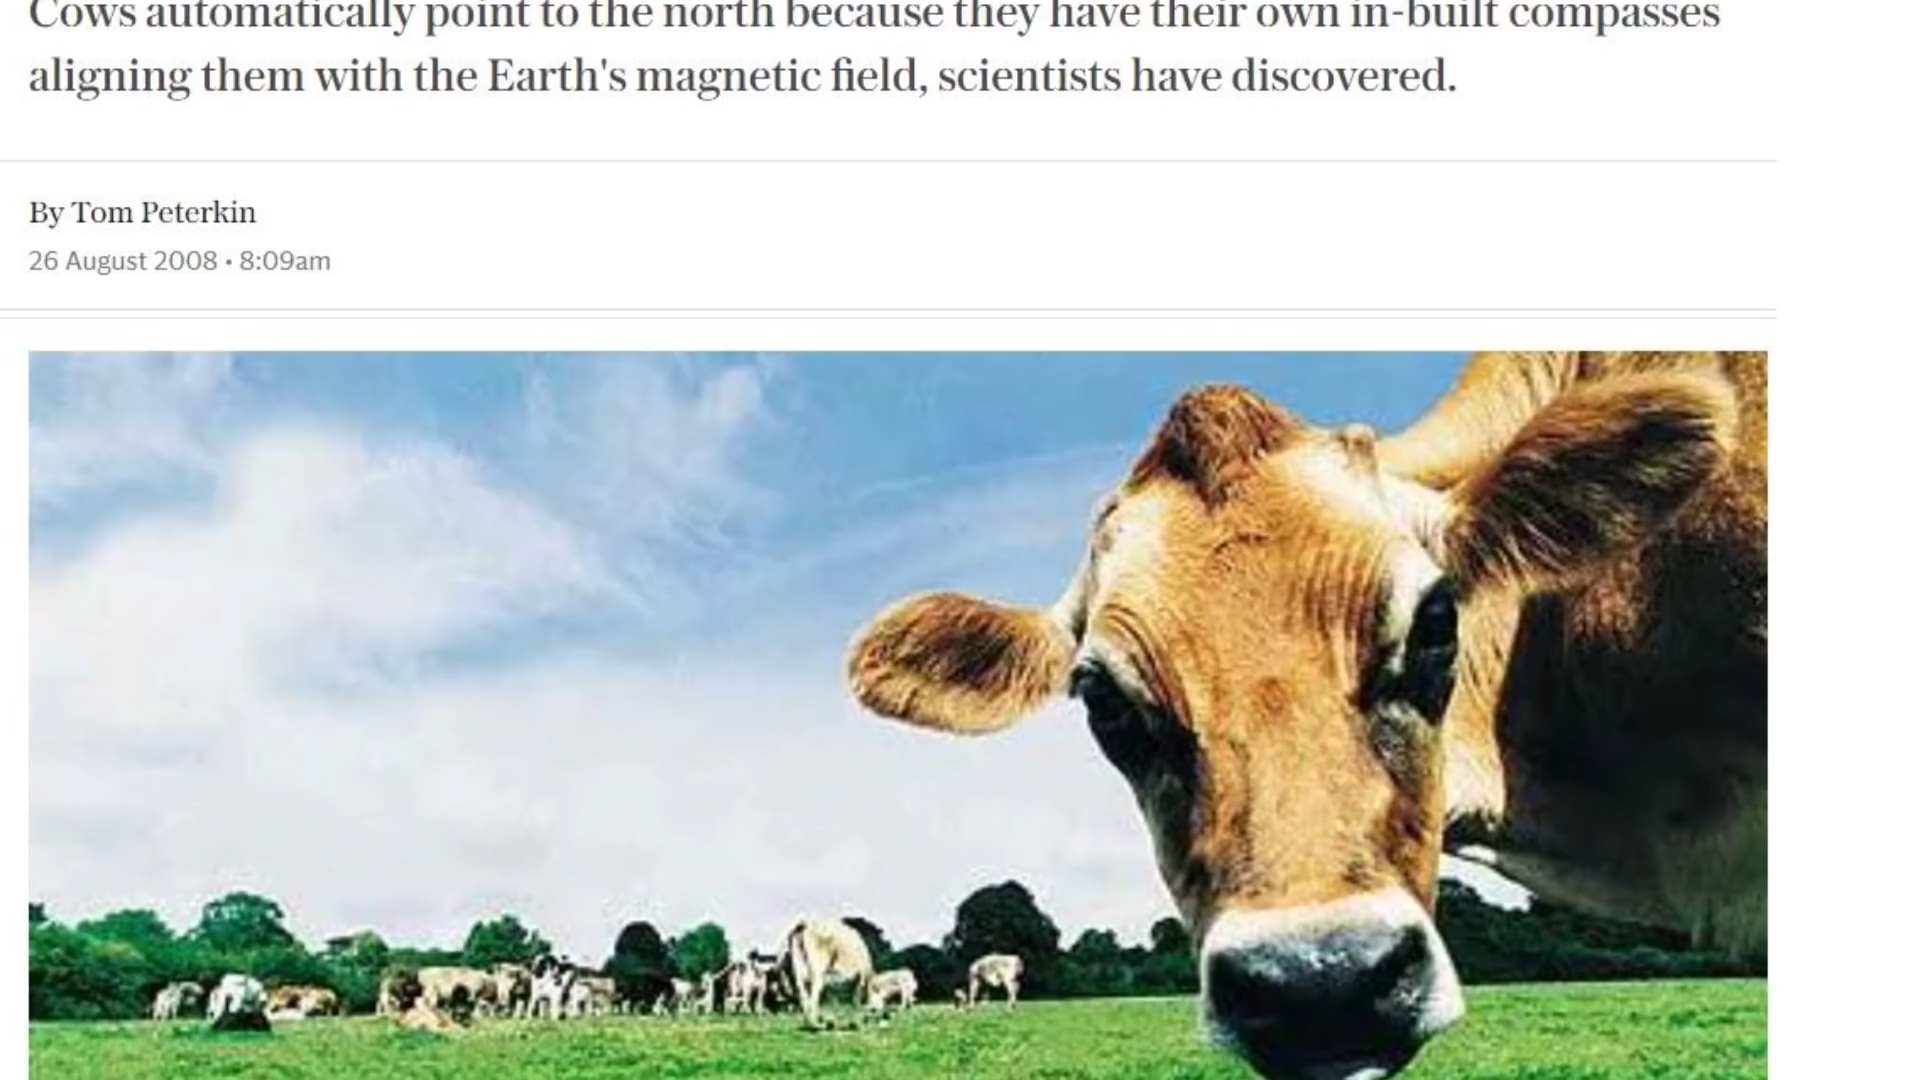 Cows automatically point to the north because they have their own in-built compasses
aligning them with the Earth's magnetic field, scientists have discovered.
By Tom Peterkin
26 August 2008 • 8:09am